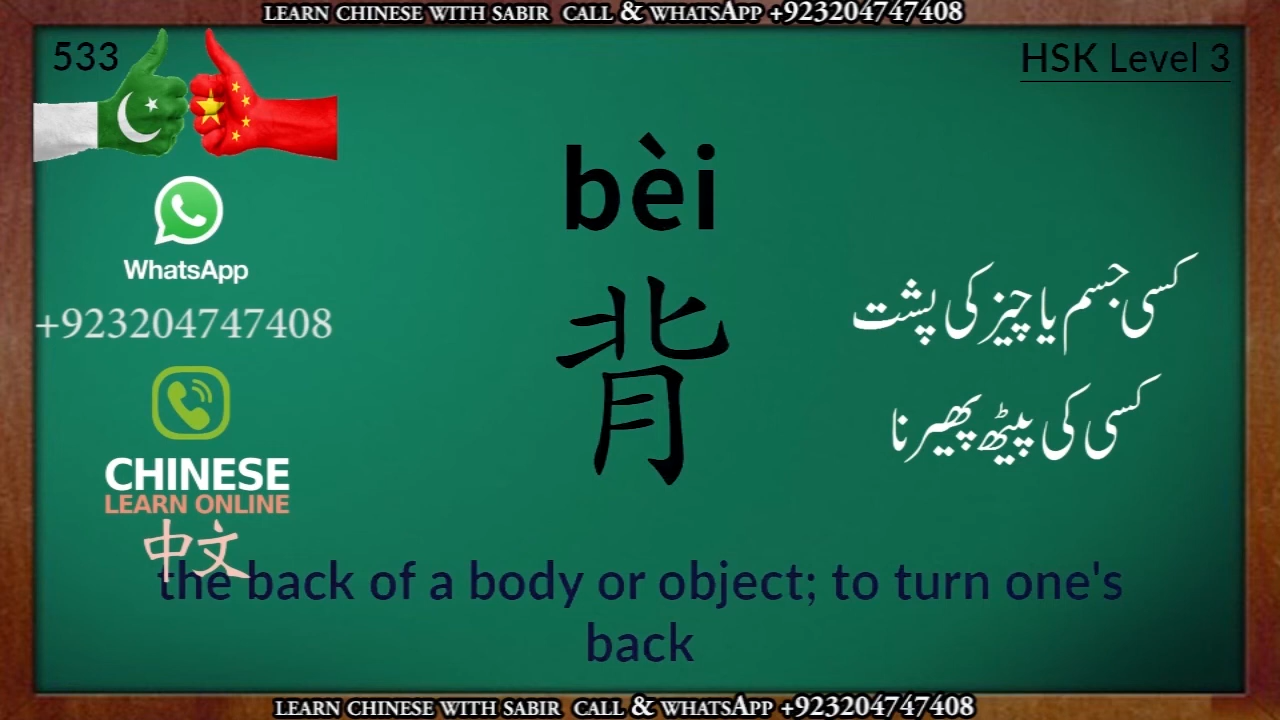 LEARN CHINESE WITH SABIR CALL & WHATSAPP +923204747408
533
HSK Level 3
bèi
WhatsApp
کسی جسم یا چیز کی پشت
+923204747408
背
کسی کی پیٹھ پھیرنا
CHINESE
LEARN ONLINE
中文
the back of a body or object; to turn one's
back
LEARN CHINESE WITH SABIR CALL & WHATSAPP +923204747408